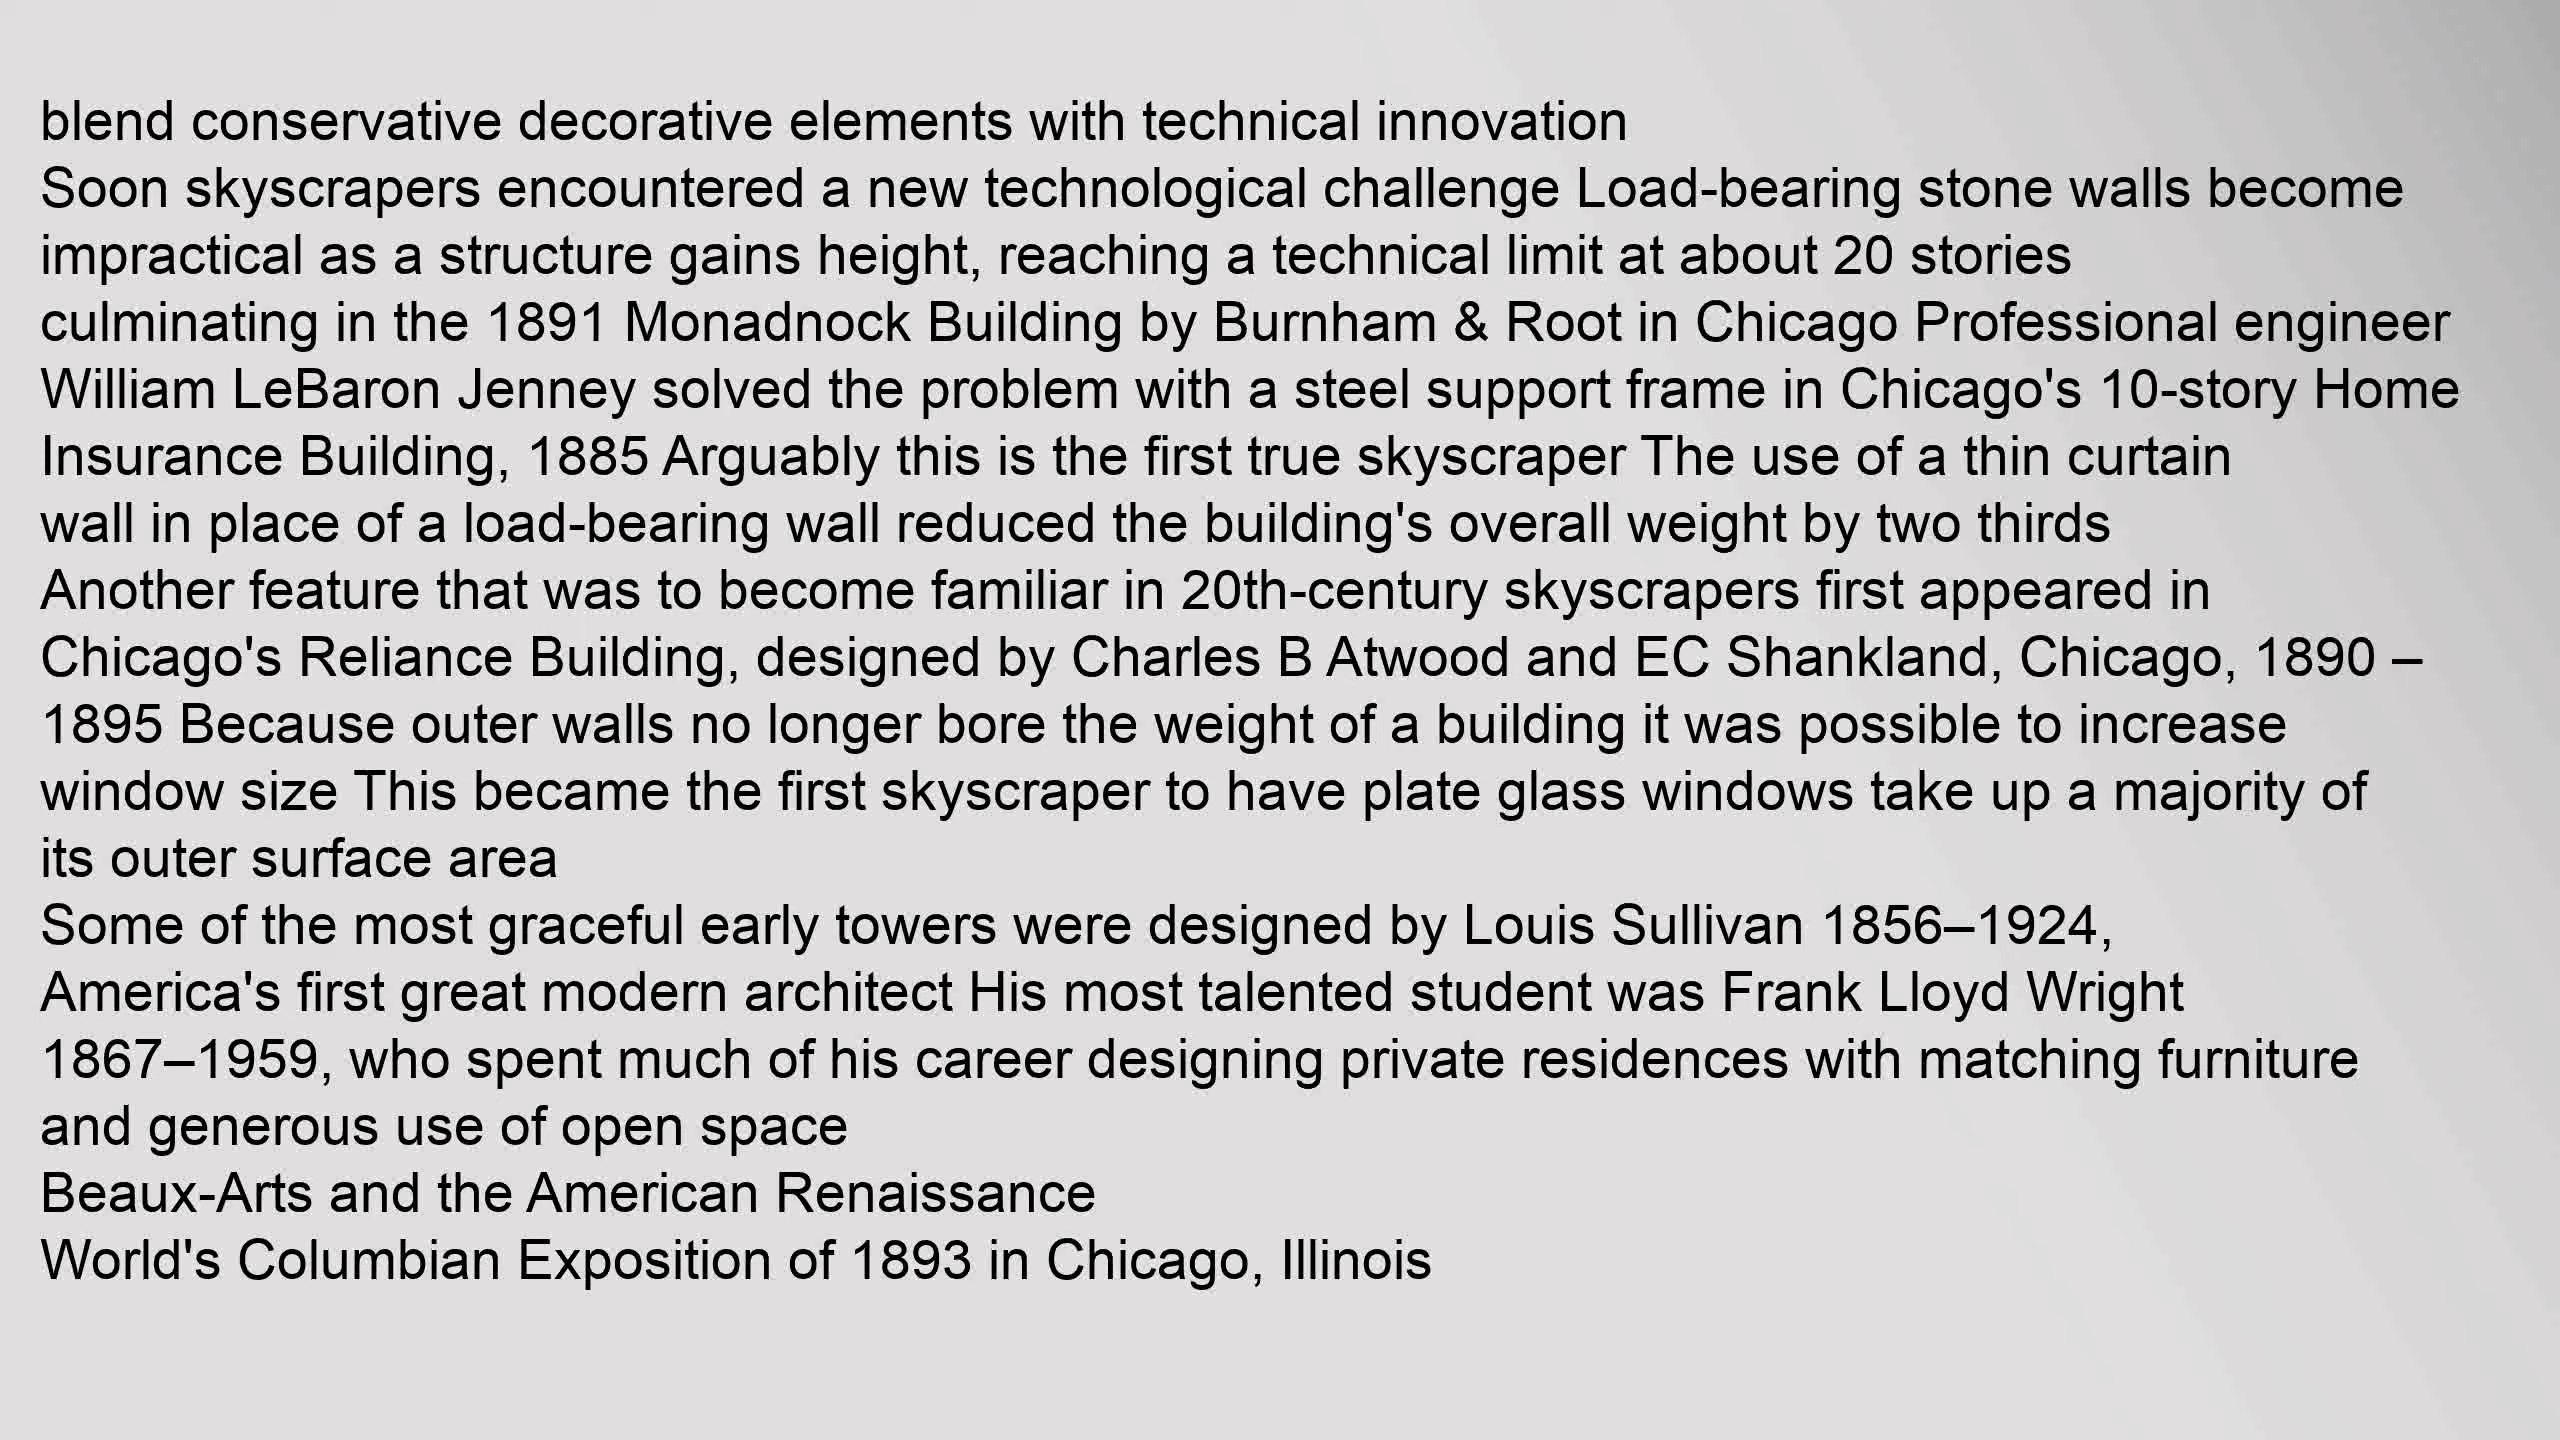 blend conservative decorative elements with technical innovation
Soon skyscrapers encountered a new technological challenge Load-bearing stone walls become
impractical as a structure gains height, reaching a technical limit at about 20 stories
culminating in the 1891 Monadnock Building by Burnham & Root in Chicago Professional engineer
William LeBaron Jenney solved the problem with a steel support frame in Chicago's 10-story Home
Insurance Building, 1885 Arguably this is the first true skyscraper The use of a thin curtain
wall in place of a load-bearing wall reduced the building's overall weight by two thirds
Another feature that was to become familiar in 20th-century skyscrapers first appeared in
Chicago's Reliance Building, designed by Charles B Atwood and EC Shankland, Chicago, 1890 –
1895 Because outer walls no longer bore the weight of a building it was possible to increase
window size This became the first skyscraper to have plate glass windows take up a majority of
its outer surface area
Some of the most graceful early towers were designed by Louis Sullivan 1856–1924,
America's first great modern architect His most talented student was Frank Lloyd Wright
1867–1959, who spent much of his career designing private residences with matching furniture
and generous use of open space
Beaux-Arts and the American Renaissance
World's Columbian Exposition of 1893 in Chicago, Illinois